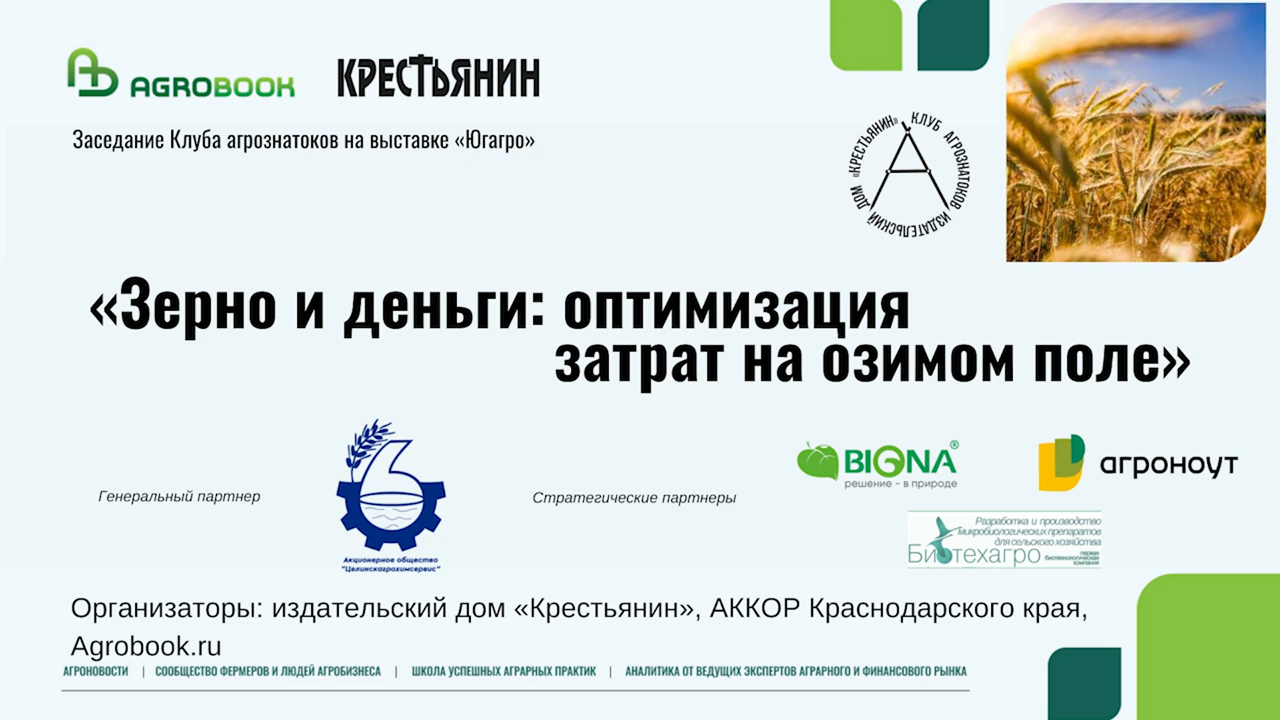 AGROBOOK
КРЕСТЬЯНИН
Заседание Клуба агрознатоков на выставке «Югагро»
ИЗДАТЕЛЬСКИЙ ДОМ «КРЕСТЬЯНИН» КЛУБ АГРОЗНАТОКОВ
«Зерно и деньги: оптимизация
затрат на озимом поле»
Генеральный партнер
Акционерное общество
"Целинскагрохимсервис"
Стратегические партнеры
BIONA®
решение - в природе
агроноут
Разработка и производство
микробиологических препаратов
для сельского хозяйства
Биотехагро
первая
биотехнологическая
компания
Организаторы: издательский дом «Крестьянин», АККОР Краснодарского края,
Agrobook.ru
АГРОНОВОСТИ | СООБЩЕСТВО ФЕРМЕРОВ И ЛЮДЕЙ АГРОБИЗНЕСА | ШКОЛА УСПЕШНЫХ АГРАРНЫХ ПРАКТИК | АНАЛИТИКА ОТ ВЕДУЩИХ ЭКСПЕРТОВ АГРАРНОГО И ФИНАНСОВОГО РЫНКА